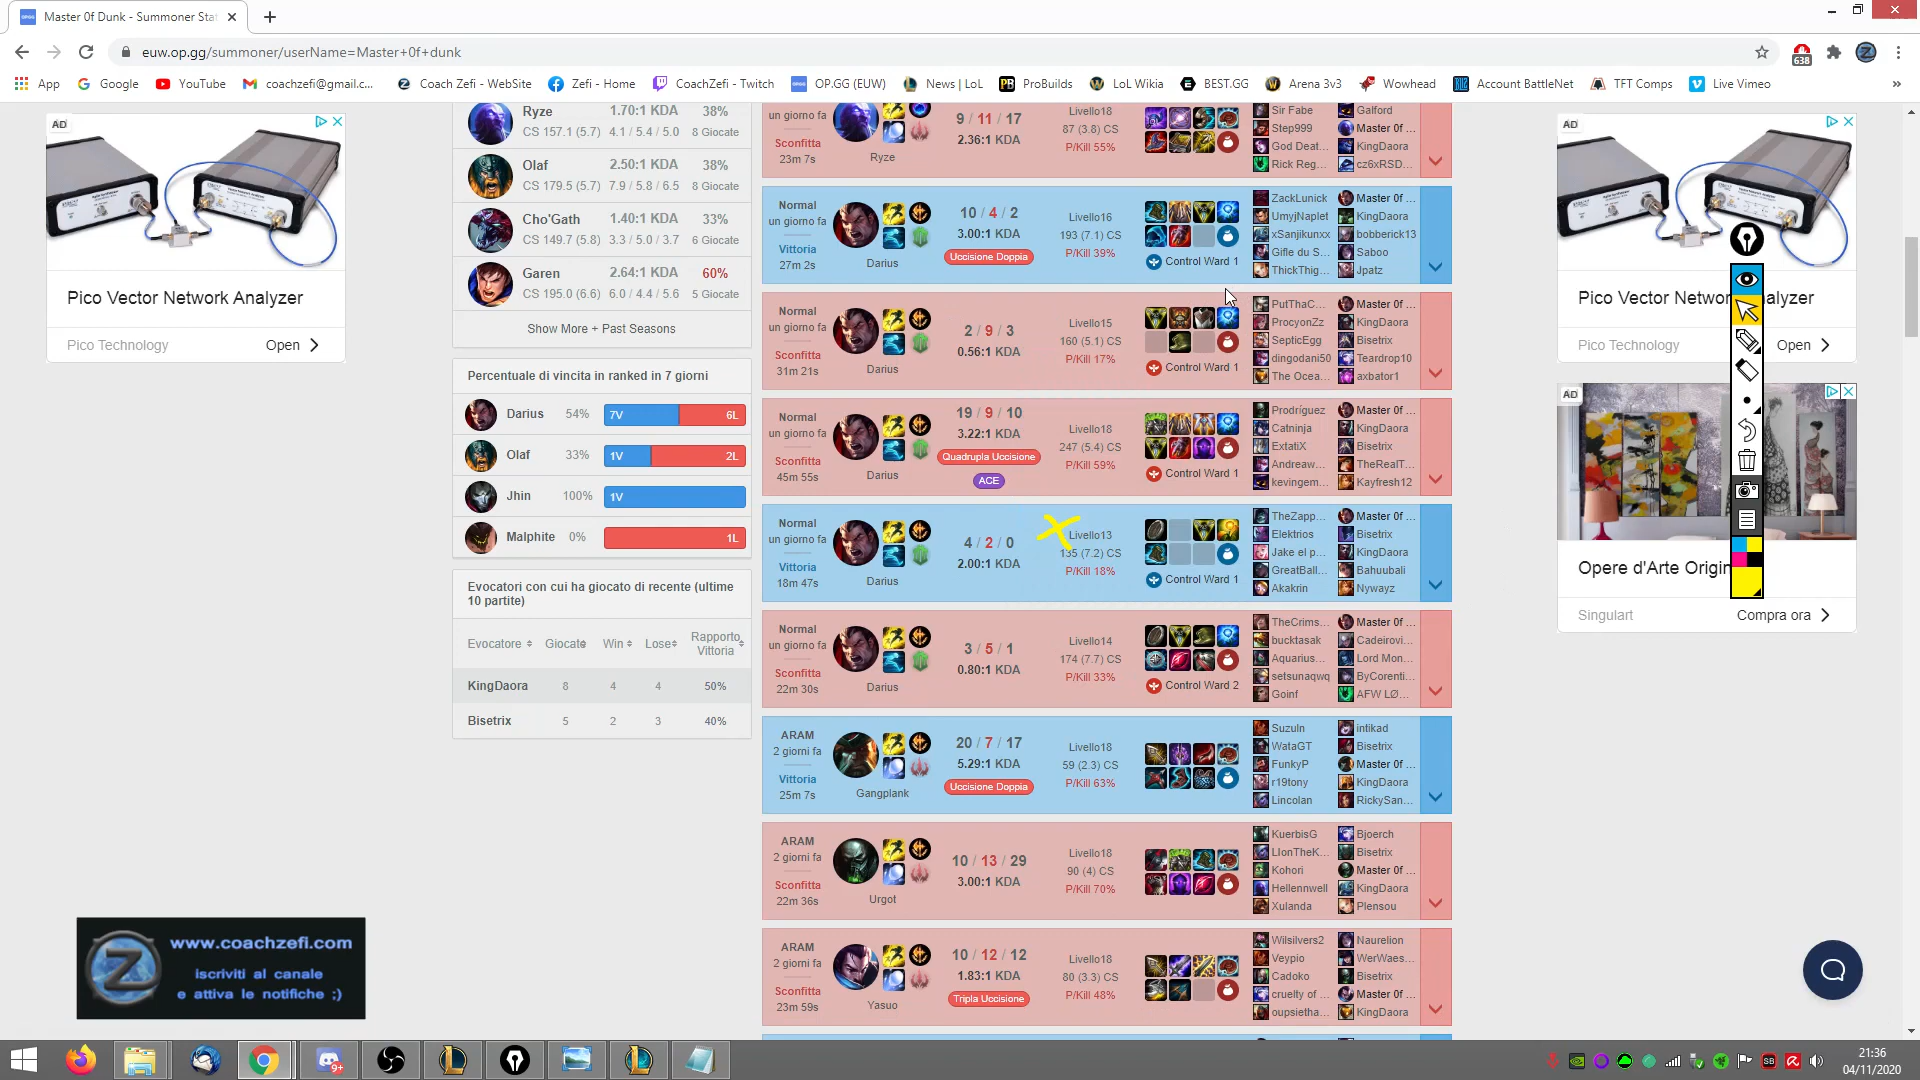 Master 0f Dunk - Summoner Stat
euw.op.gg/summoner/userName=Master+0f+dunk
638
App
Google
YouTube
coachzefi@gmail.c...
Coach Zefi - WebSite
Zefi - Home
CoachZefi - Twitch
OP.GG (EUW)
News | LoL
ProBuilds
LoL Wikia
BEST.GG
Arena 3v3
Wowhead
Account BattleNet
TFT Comps
Live Vimeo
»
AD
Pico Vector Network Analyzer
Pico Technology
Open
Ryze 1.70:1 KDA 38%
CS 157.1 (5.7) 4.1 / 5.4 / 5.0 8 Giocate
Olaf 2.50:1 KDA 38%
CS 179.5 (5.7) 7.9 / 5.8 / 6.5 8 Giocate
Cho'Gath 1.40:1 KDA 33%
CS 149.7 (5.8) 3.3 / 5.0 / 3.7 6 Giocate
Garen 2.64:1 KDA 60%
CS 195.0 (6.6) 6.0 / 4.4 / 5.6 5 Giocate
Show More + Past Seasons
Percentuale di vincita in ranked in 7 giorni
Darius 54% 7V 6L
Olaf 33% 1V 2L
Jhin 100% 1V
Malphite 0% 1L
Evocatori con cui ha giocato di recente (ultime
10 partite)
Evocatore Giocate Win Lose Rapporto
Vittoria
KingDaora 8 4 4 50%
Bisetrix 5 2 3 40%
un giorno fa
Sconfitta
23m 7s
Ryze
9 / 11 / 17
2.36:1 KDA
Livello18
87 (3.8) CS
P/Kill 55%
Sir Fabe Galford
Step999 Master 0f ...
God Deat... KingDaora
Rick Reg... cz6xRSD...
Normal
un giorno fa
Vittoria
27m 2s
Darius
10 / 4 / 2
3.00:1 KDA
Uccisione Doppia
Livello16
193 (7.1) CS
P/Kill 39%
Control Ward 1
ZackLunick Master 0f ...
UmyjNaplet KingDaora
xSanjikunxx bobberick13
Gifle du S... Saboo
ThickThig... Jpatz
Normal
un giorno fa
Sconfitta
31m 21s
Darius
2 / 9 / 3
0.56:1 KDA
Livello15
160 (5.1) CS
P/Kill 17%
Control Ward 1
PutThaC... Master 0f ...
ProcyonZz KingDaora
SepticEgg Bisetrix
dingodani50 Teardrop10
The Ocea... axbator1
Normal
un giorno fa
Sconfitta
45m 55s
Darius
19 / 9 / 10
3.22:1 KDA
Quadrupla Uccisione
ACE
Livello18
247 (5.4) CS
P/Kill 59%
Control Ward 1
Prodríguez Master 0f ...
Catninja KingDaora
ExtatiX Bisetrix
Andreaw... TheRealT...
kevingem... Kayfresh12
Normal
un giorno fa
Vittoria
18m 47s
Darius
4 / 2 / 0
2.00:1 KDA
Livello13
135 (7.2) CS
P/Kill 18%
Control Ward 1
TheZapp... Master 0f ...
Elektrios Bisetrix
Jake el p... KingDaora
GreatBall... Bahuubali
Akakrin Nywayz
Normal
un giorno fa
Sconfitta
22m 30s
Darius
3 / 5 / 1
0.80:1 KDA
Livello14
174 (7.7) CS
P/Kill 33%
Control Ward 2
TheCrims... Master 0f ...
bucktasak Cadeirovi...
Aquarius... Lord Mon...
setsunaqwq ByCorenti...
Goinf AFW LØ...
ARAM
2 giorni fa
Vittoria
25m 7s
Gangplank
20 / 7 / 17
5.29:1 KDA
Uccisione Doppia
Livello18
59 (2.3) CS
P/Kill 63%
SuzuIn intikad
WataGT Bisetrix
FunkyP Master 0f ...
r19tony KingDaora
Lincolan RickySan...
ARAM
2 giorni fa
Sconfitta
22m 36s
Urgot
10 / 13 / 29
3.00:1 KDA
Livello18
90 (4) CS
P/Kill 70%
KuerbisG Bjoerch
LIonTheK... Bisetrix
Kohori Master 0f ...
Hellennwell KingDaora
Xulanda Plensou
ARAM
2 giorni fa
Sconfitta
23m 59s
Yasuo
10 / 12 / 12
1.83:1 KDA
Tripla Uccisione
Livello18
80 (3.3) CS
P/Kill 48%
Wilsilvers2 Naurelion
Veypio WerWaes...
Cadoko Bisetrix
cruelty of ... Master 0f ...
oupsietha... KingDaora
AD
Pico Vector Network Analyzer
Pico Technology
Open
AD
Opere d'Arte Origin
Singulart
Compra ora
www.coachzefi.com
iscriviti al canale
e attiva le notifiche ;)
9+
21:36
04/11/2020